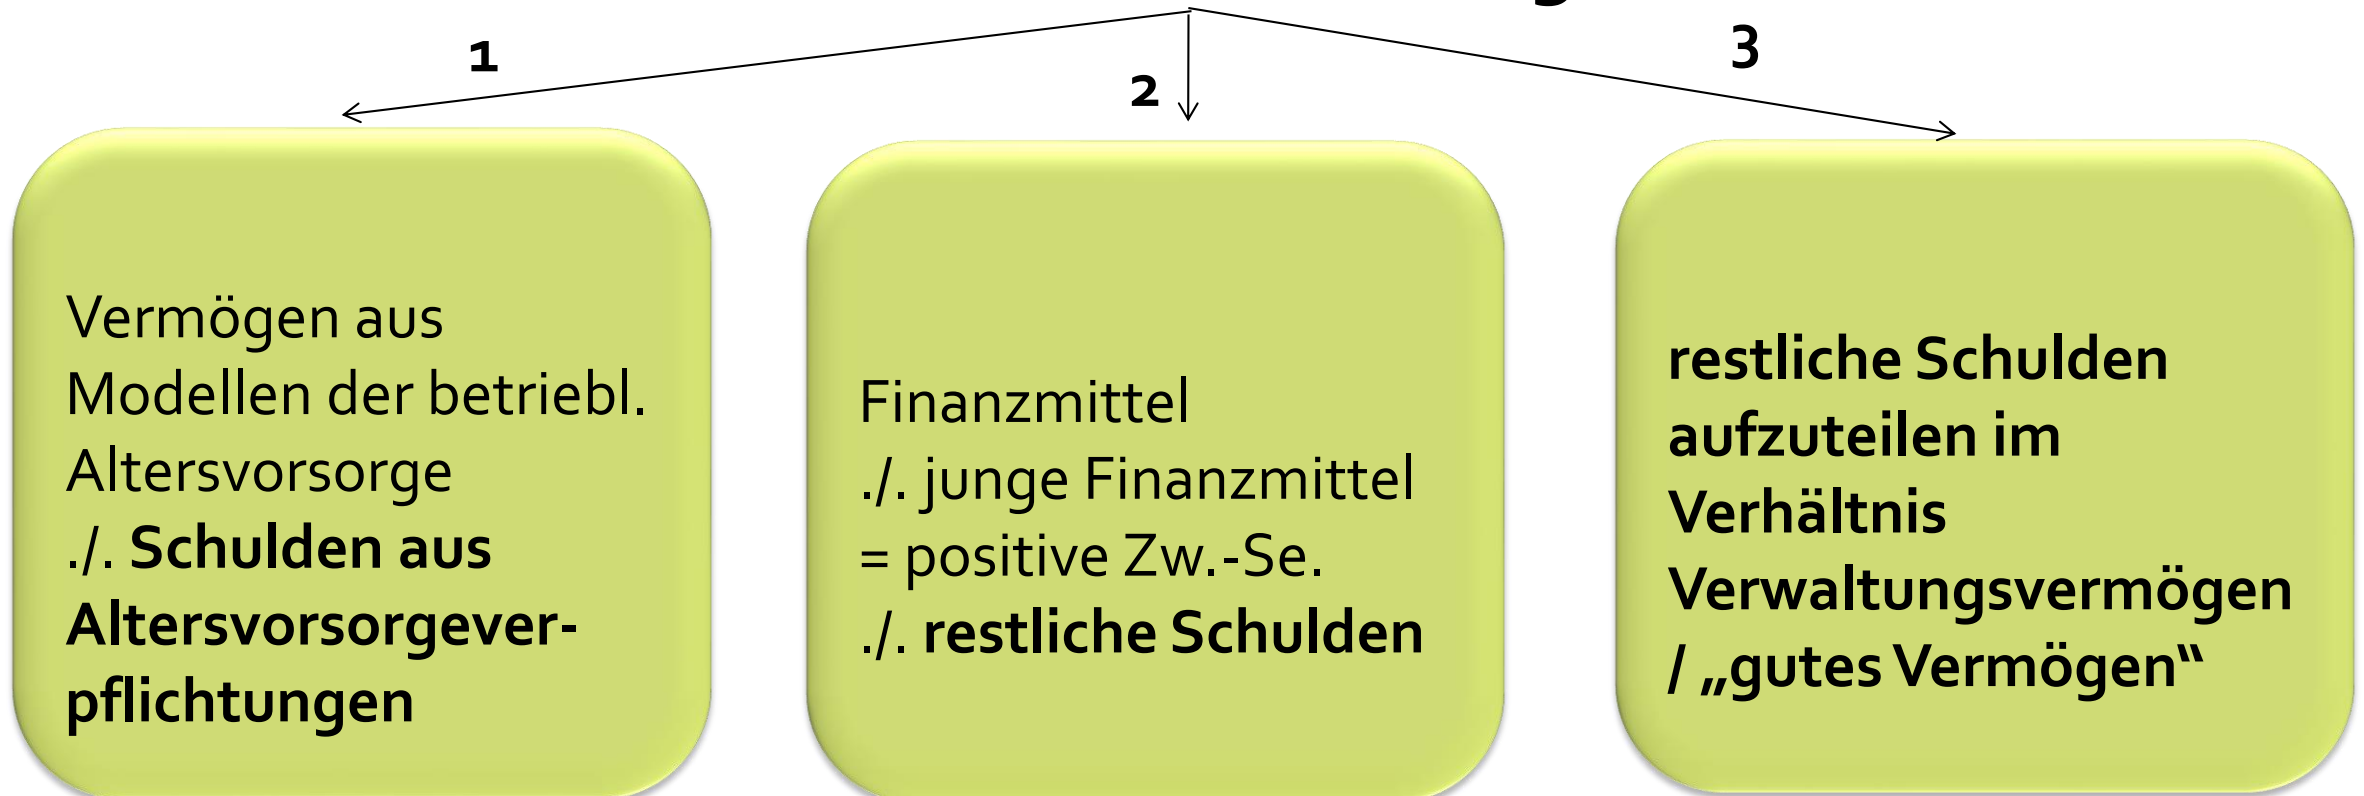 1
2
3
Vermögen aus
Modellen der betriebl.
Altersvorsorge
./. Schulden aus
Altersvorsorgever-
pflichtungen
Finanzmittel
./. junge Finanzmittel
= positive Zw.-Se.
./. restliche Schulden
restliche Schulden
aufzuteilen im
Verhältnis
Verwaltungsvermögen
/ „gutes Vermögen“